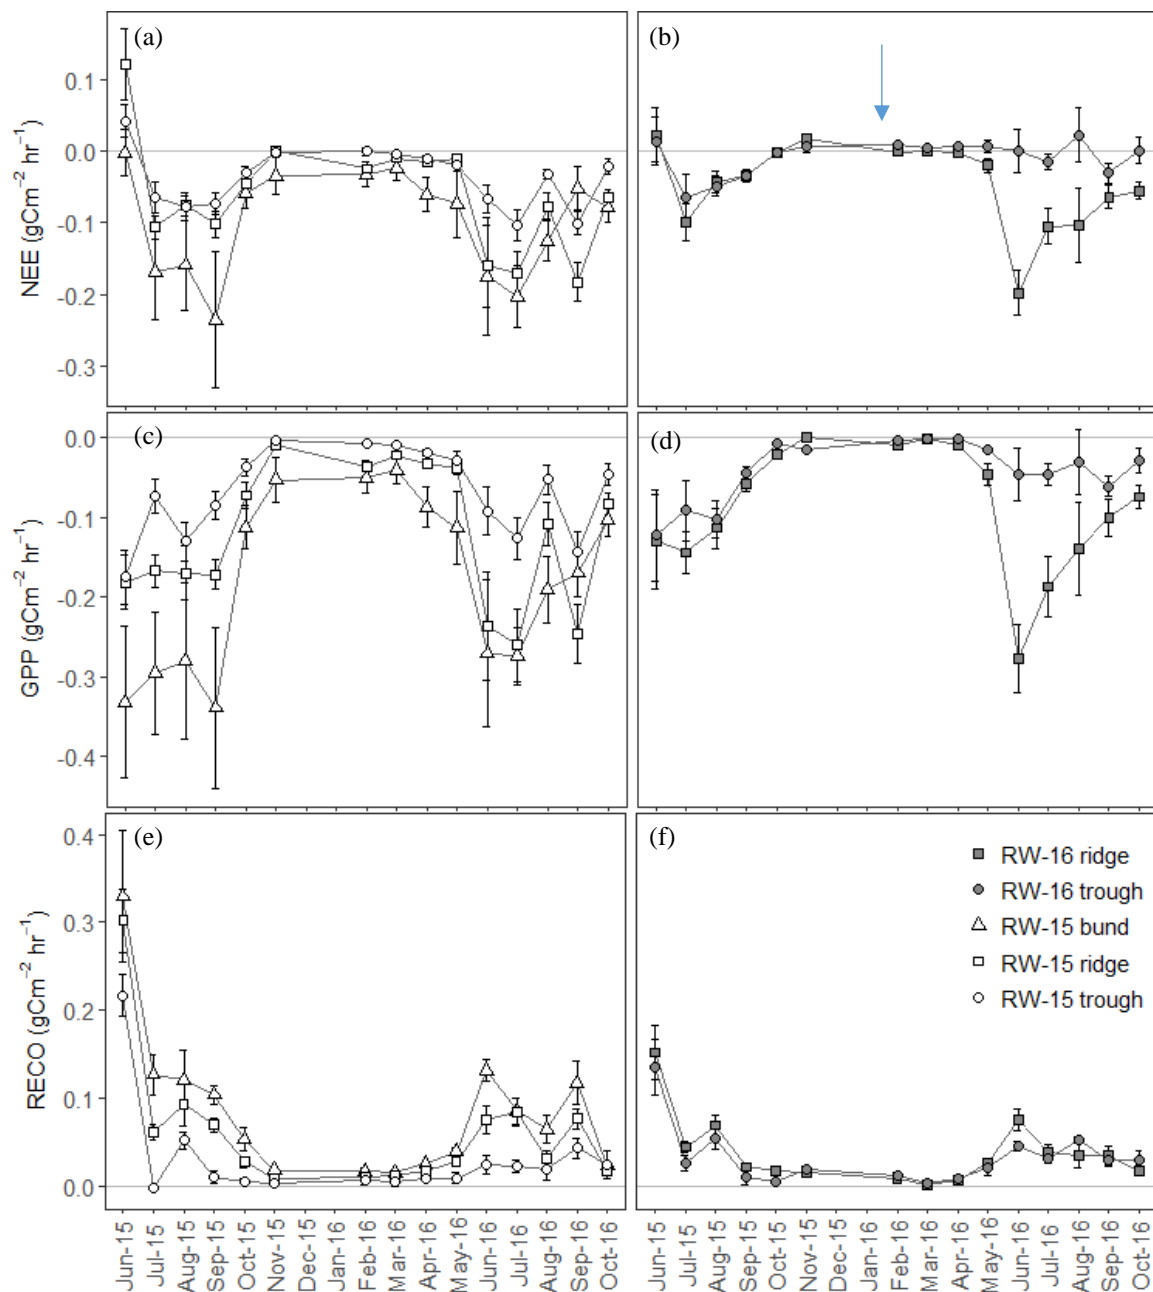 (a)
(b)
0.1
0.0
-0.1
-0.2
-0.3
NEE (gCm⁻² hr⁻¹)
(c)
(d)
0.0
-0.1
-0.2
-0.3
-0.4
GPP (gCm⁻² hr⁻¹)
(e)
(f)
0.4
0.3
0.2
0.1
0.0
RECO (gCm⁻² hr⁻¹)
RW-16 ridge
RW-16 trough
RW-15 bund
RW-15 ridge
RW-15 trough
Jun-15
Jul-15
Aug-15
Sep-15
Oct-15
Nov-15
Dec-15
Jan-16
Feb-16
Mar-16
Apr-16
May-16
Jun-16
Jul-16
Aug-16
Sep-16
Oct-16
Jun-15
Jul-15
Aug-15
Sep-15
Oct-15
Nov-15
Dec-15
Jan-16
Feb-16
Mar-16
Apr-16
May-16
Jun-16
Jul-16
Aug-16
Sep-16
Oct-16